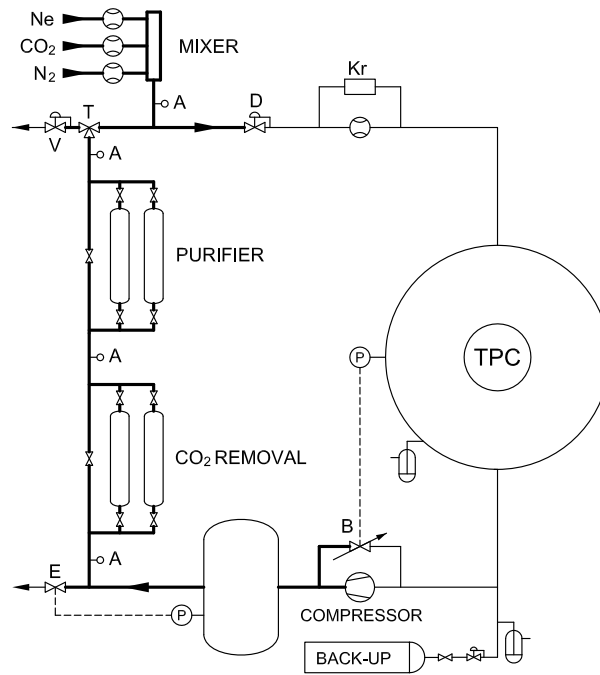 Ne
CO₂
N₂
MIXER
A
D
Kr
T
V
A
PURIFIER
P
TPC
A
CO₂ REMOVAL
B
A
E
P
COMPRESSOR
BACK-UP